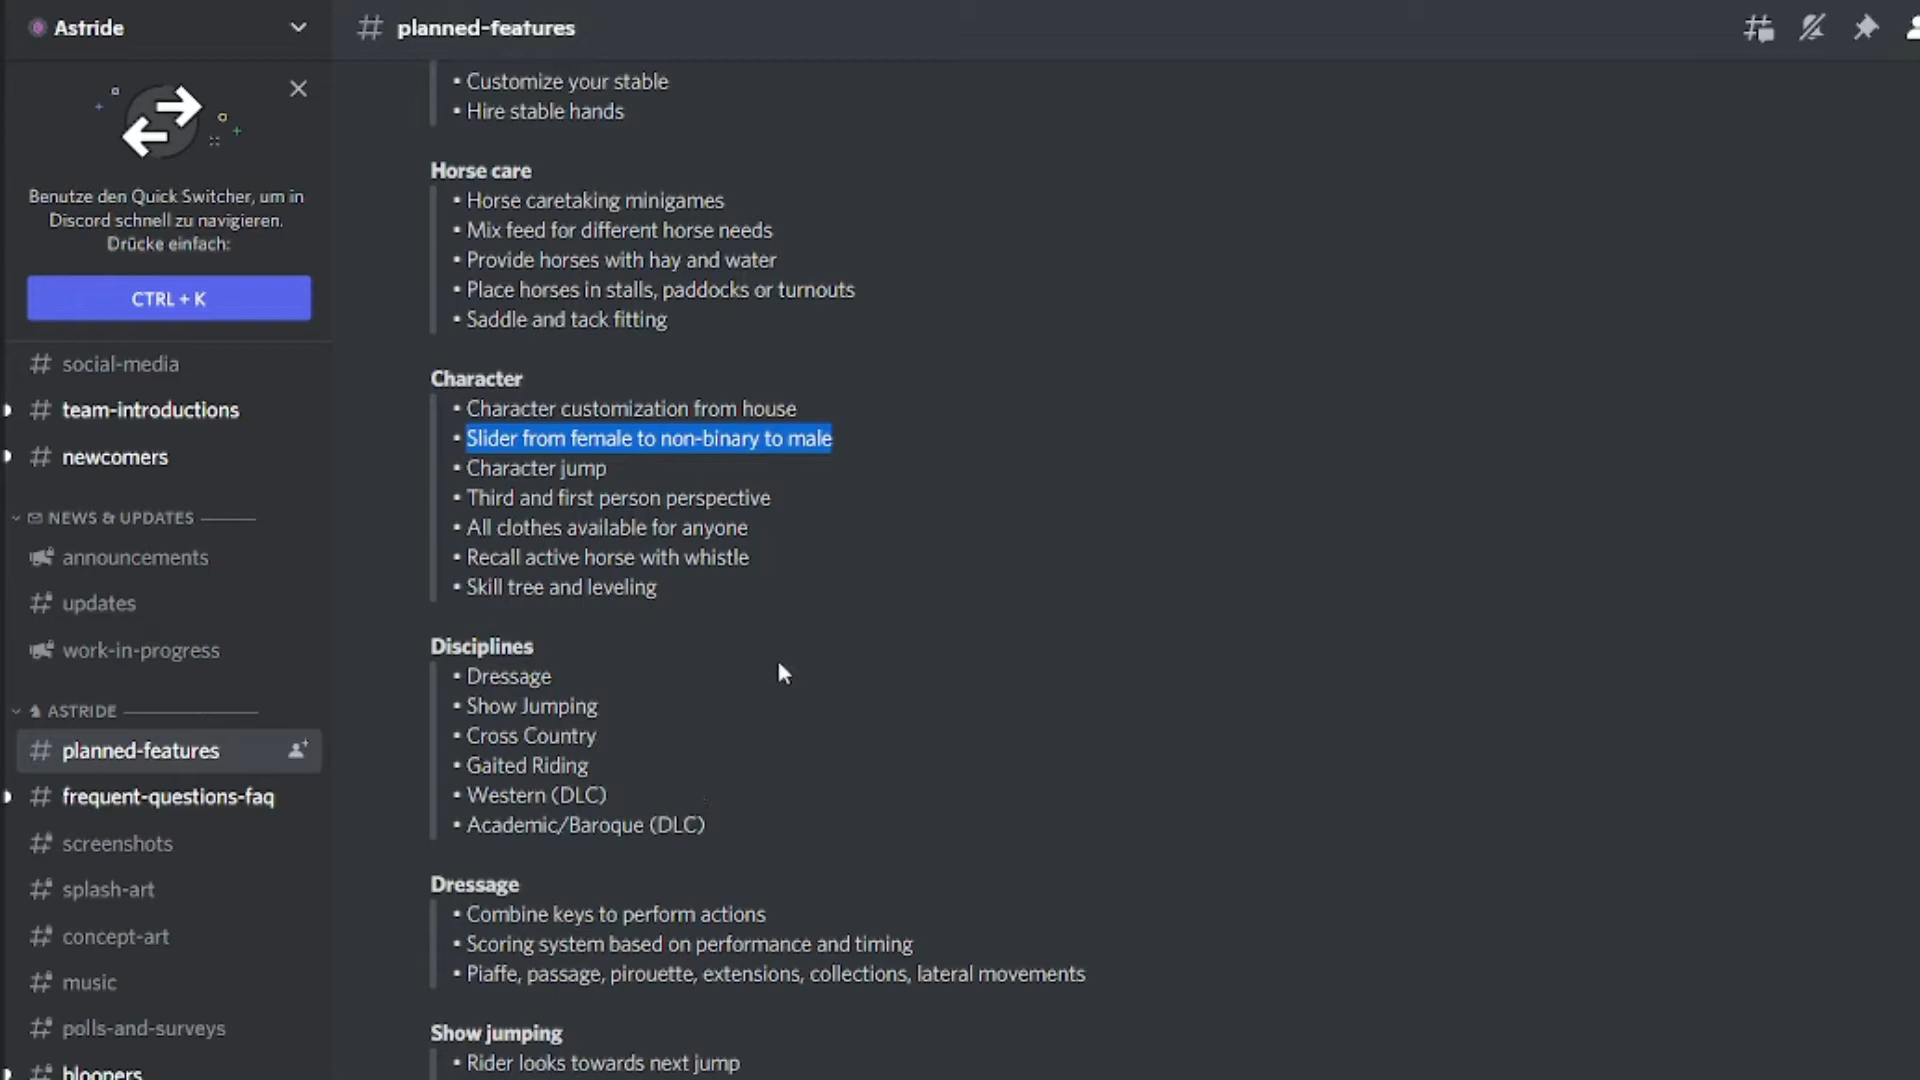 Astride
Benutze den Quick Switcher, um in
Discord schnell zu navigieren.
Drücke einfach:
CTRL + K
# social-media
# team-introductions
# newcomers
NEWS & UPDATES
announcements
# updates
work-in-progress
ASTRIDE
# planned-features
# frequent-questions-faq
# screenshots
# splash-art
# concept-art
# music
# polls-and-surveys
# bloopers
# planned-features
• Customize your stable
• Hire stable hands
Horse care
• Horse caretaking minigames
• Mix feed for different horse needs
• Provide horses with hay and water
• Place horses in stalls, paddocks or turnouts
• Saddle and tack fitting
Character
• Character customization from house
• Slider from female to non-binary to male
• Character jump
• Third and first person perspective
• All clothes available for anyone
• Recall active horse with whistle
• Skill tree and leveling
Disciplines
• Dressage
• Show Jumping
• Cross Country
• Gaited Riding
• Western (DLC)
• Academic/Baroque (DLC)
Dressage
• Combine keys to perform actions
• Scoring system based on performance and timing
• Piaffe, passage, pirouette, extensions, collections, lateral movements
Show jumping
• Rider looks towards next jump